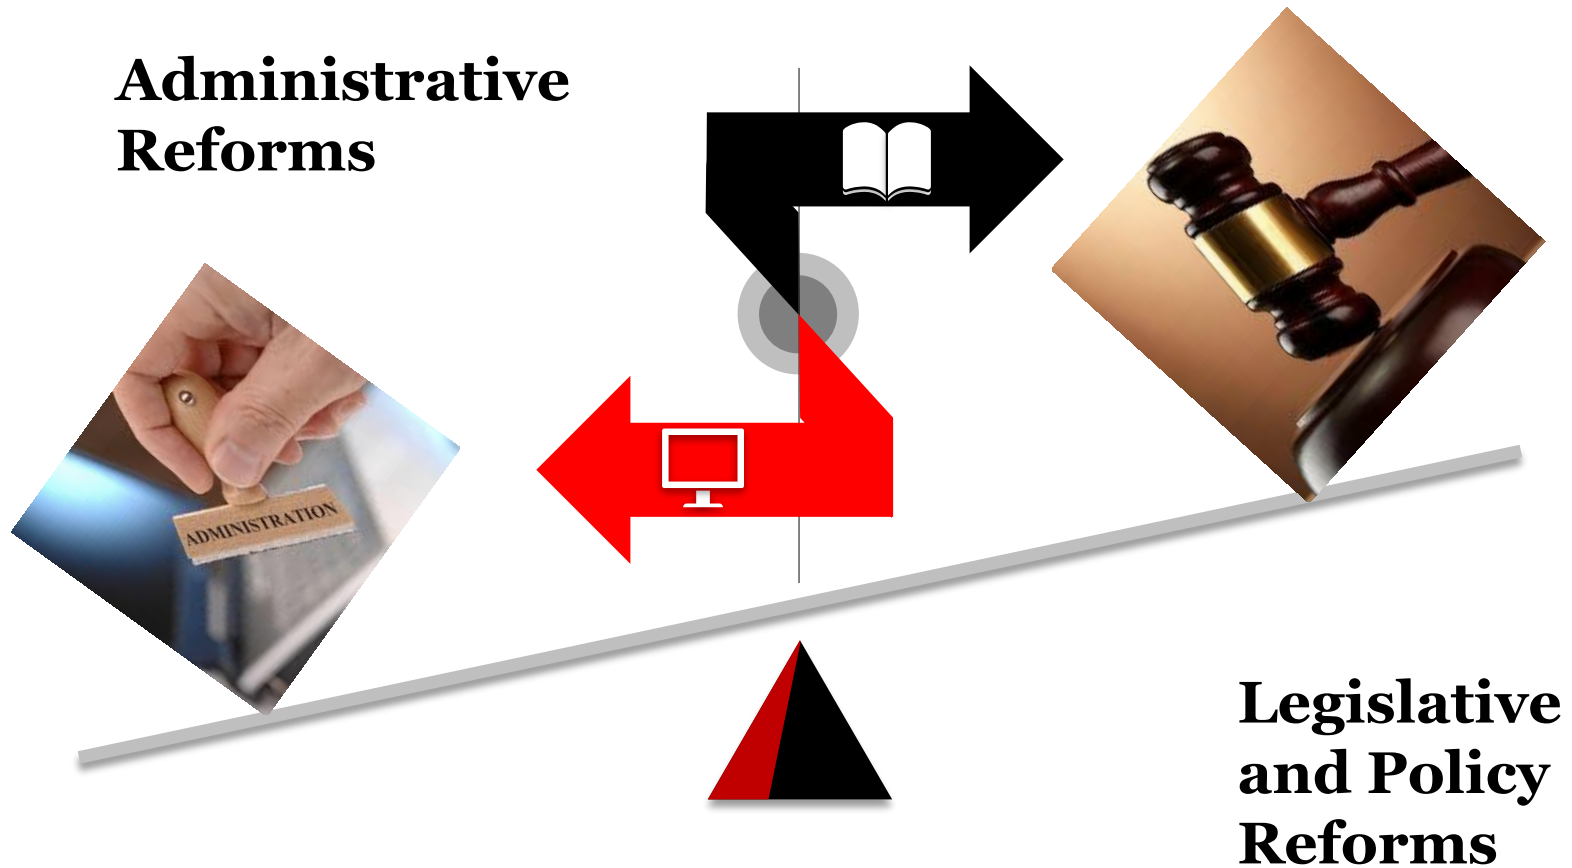 Administrative
Reforms
ADMINISTRATION
Legislative
and Policy
Reforms